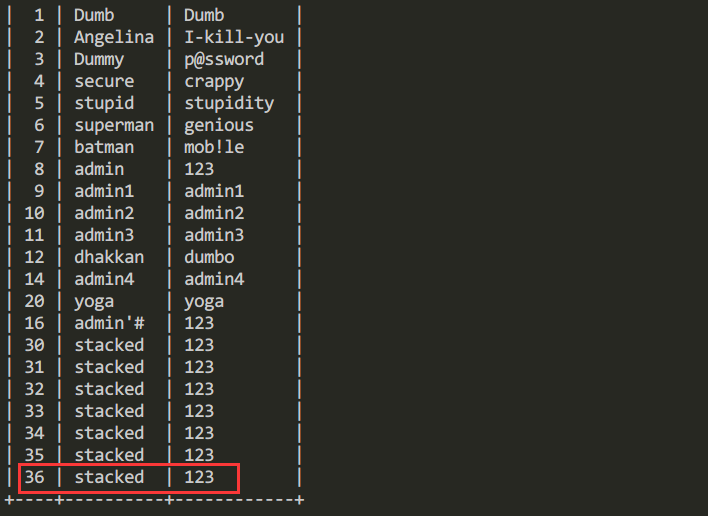 |  1 | Dumb     | Dumb       |
|  2 | Angelina | I-kill-you |
|  3 | Dummy    | p@ssword   |
|  4 | secure   | crappy     |
|  5 | stupid   | stupidity  |
|  6 | superman | genious    |
|  7 | batman   | mob!le     |
|  8 | admin    | 123        |
|  9 | admin1   | admin1     |
| 10 | admin2   | admin2     |
| 11 | admin3   | admin3     |
| 12 | dhakkan  | dumbo      |
| 14 | admin4   | admin4     |
| 20 | yoga     | yoga       |
| 16 | admin'#  | 123        |
| 30 | stacked  | 123        |
| 31 | stacked  | 123        |
| 32 | stacked  | 123        |
| 33 | stacked  | 123        |
| 34 | stacked  | 123        |
| 35 | stacked  | 123        |
| 36 | stacked  | 123        |
+----+----------+------------+